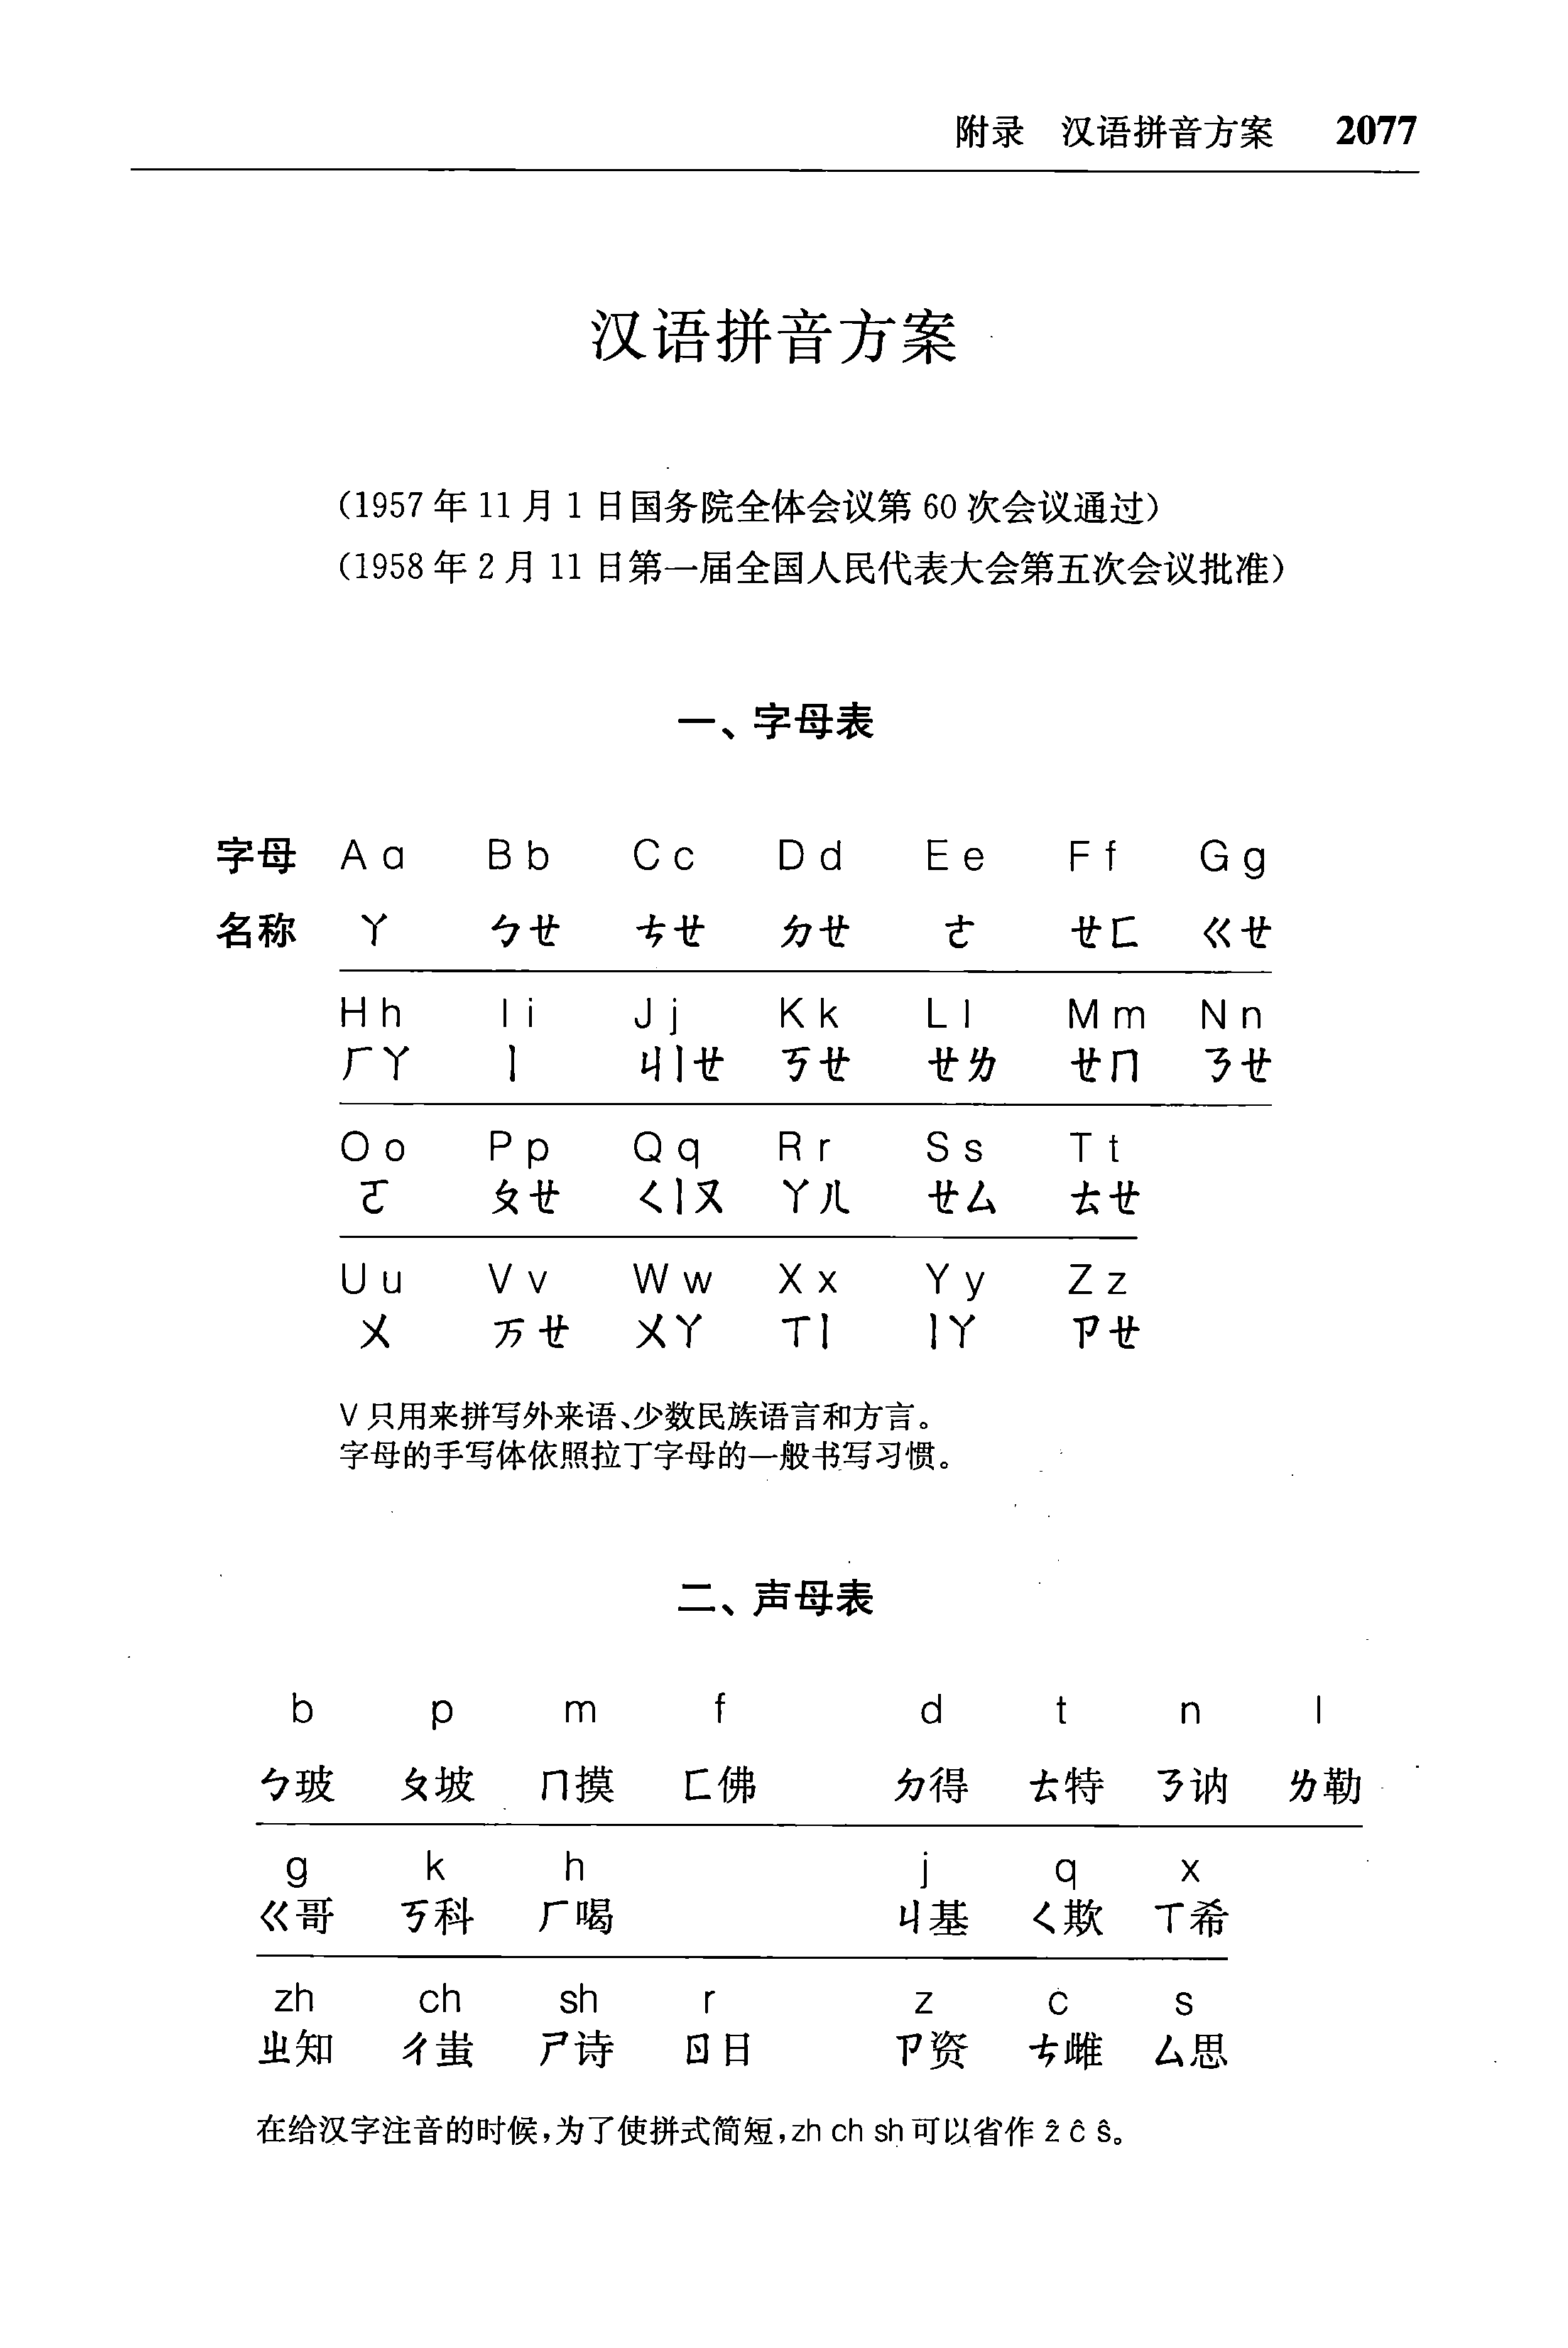 附录 汉语拼音方案 2077
汉语拼音方案
(1957 年 11 月 1 日国务院全体会议第 60 次会议通过)
(1958 年 2 月 11 日第一届全国人民代表大会第五次会议批准)
一、字母表
字母 A a B b C c D d E e F f G g
名称 ㄚ ㄅㄝ ㄘㄝ ㄉㄝ ㄜ ㄝㄈ ㄍㄝ
H h I i J j K k L l M m N n
ㄏㄚ ㄧ ㄐㄧㄝ ㄎㄝ ㄝㄌ ㄝㄇ ㄋㄝ
O o P p Q q R r S s T t
ㄛ ㄆㄝ ㄑㄧㄡ ㄚㄦ ㄝㄙ ㄊㄝ
U u V v W w X x Y y Z z
ㄨ ㄪㄝ ㄨㄚ ㄒㄧ ㄧㄚ ㄗㄝ
V 只用来拼写外来语、少数民族语言和方言。
字母的手写体依照拉丁字母的一般书写习惯。
二、声母表
b p m f d t n l
ㄅ玻 ㄆ坡 ㄇ摸 ㄈ佛 ㄉ得 ㄊ特 ㄋ讷 ㄌ勒
g k h j q x
ㄍ哥 ㄎ科 ㄏ喝 ㄐ基 ㄑ欺 ㄒ希
zh ch sh r z c s
ㄓ知 ㄔ蚩 ㄕ诗 ㄖ日 ㄗ资 ㄘ雌 ㄙ思
在给汉字注音的时候,为了使拼式简短,zh ch sh 可以省作 ẑ ĉ ŝ。